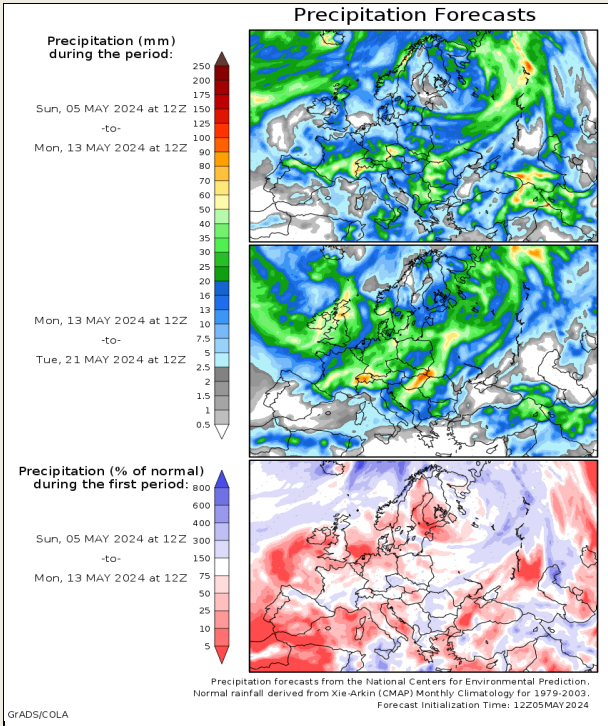 Precipitation Forecasts
Precipitation (mm)
during the period:
250
200
175
150
125
100
90
80
70
60
50
40
35
30
25
20
16
13
10
7.5
5
2.5
2
1.5
1
0.5
Sun, 05 MAY 2024 at 12Z
-to-
Mon, 13 MAY 2024 at 12Z
Mon, 13 MAY 2024 at 12Z
-to-
Tue, 21 MAY 2024 at 12Z
Precipitation (% of normal)
during the first period:
800
600
400
300
150
75
50
25
10
5
Sun, 05 MAY 2024 at 12Z
-to-
Mon, 13 MAY 2024 at 12Z
Precipitation forecasts from the National Centers for Environmental Prediction.
Normal rainfall derived from Xie-Arkin (CMAP) Monthly Climatology for 1979-2003.
Forecast Initialization Time: 12Z05MAY2024
GrADS/COLA